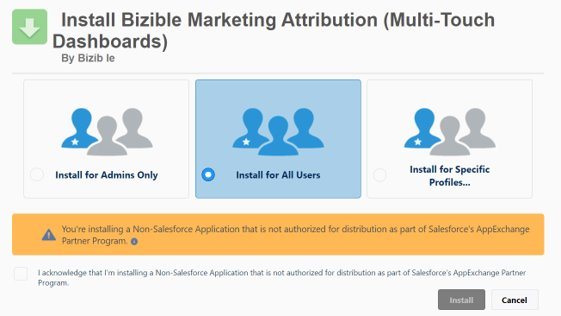 Install Bizible Marketing Attribution (Multi-Touch
Dashboards)
By Bizib le
Install for Admins Only
Install for All Users
Install for Specific
Profiles...
You're installing a Non-Salesforce Application that is not authorized for distribution as part of Salesforce's AppExchange
Partner Program.
I acknowledge that I'm installing a Non-Salesforce Application that is not authorized for distribution as part of Salesforce's AppExchange Partner
Program.
Install
Cancel